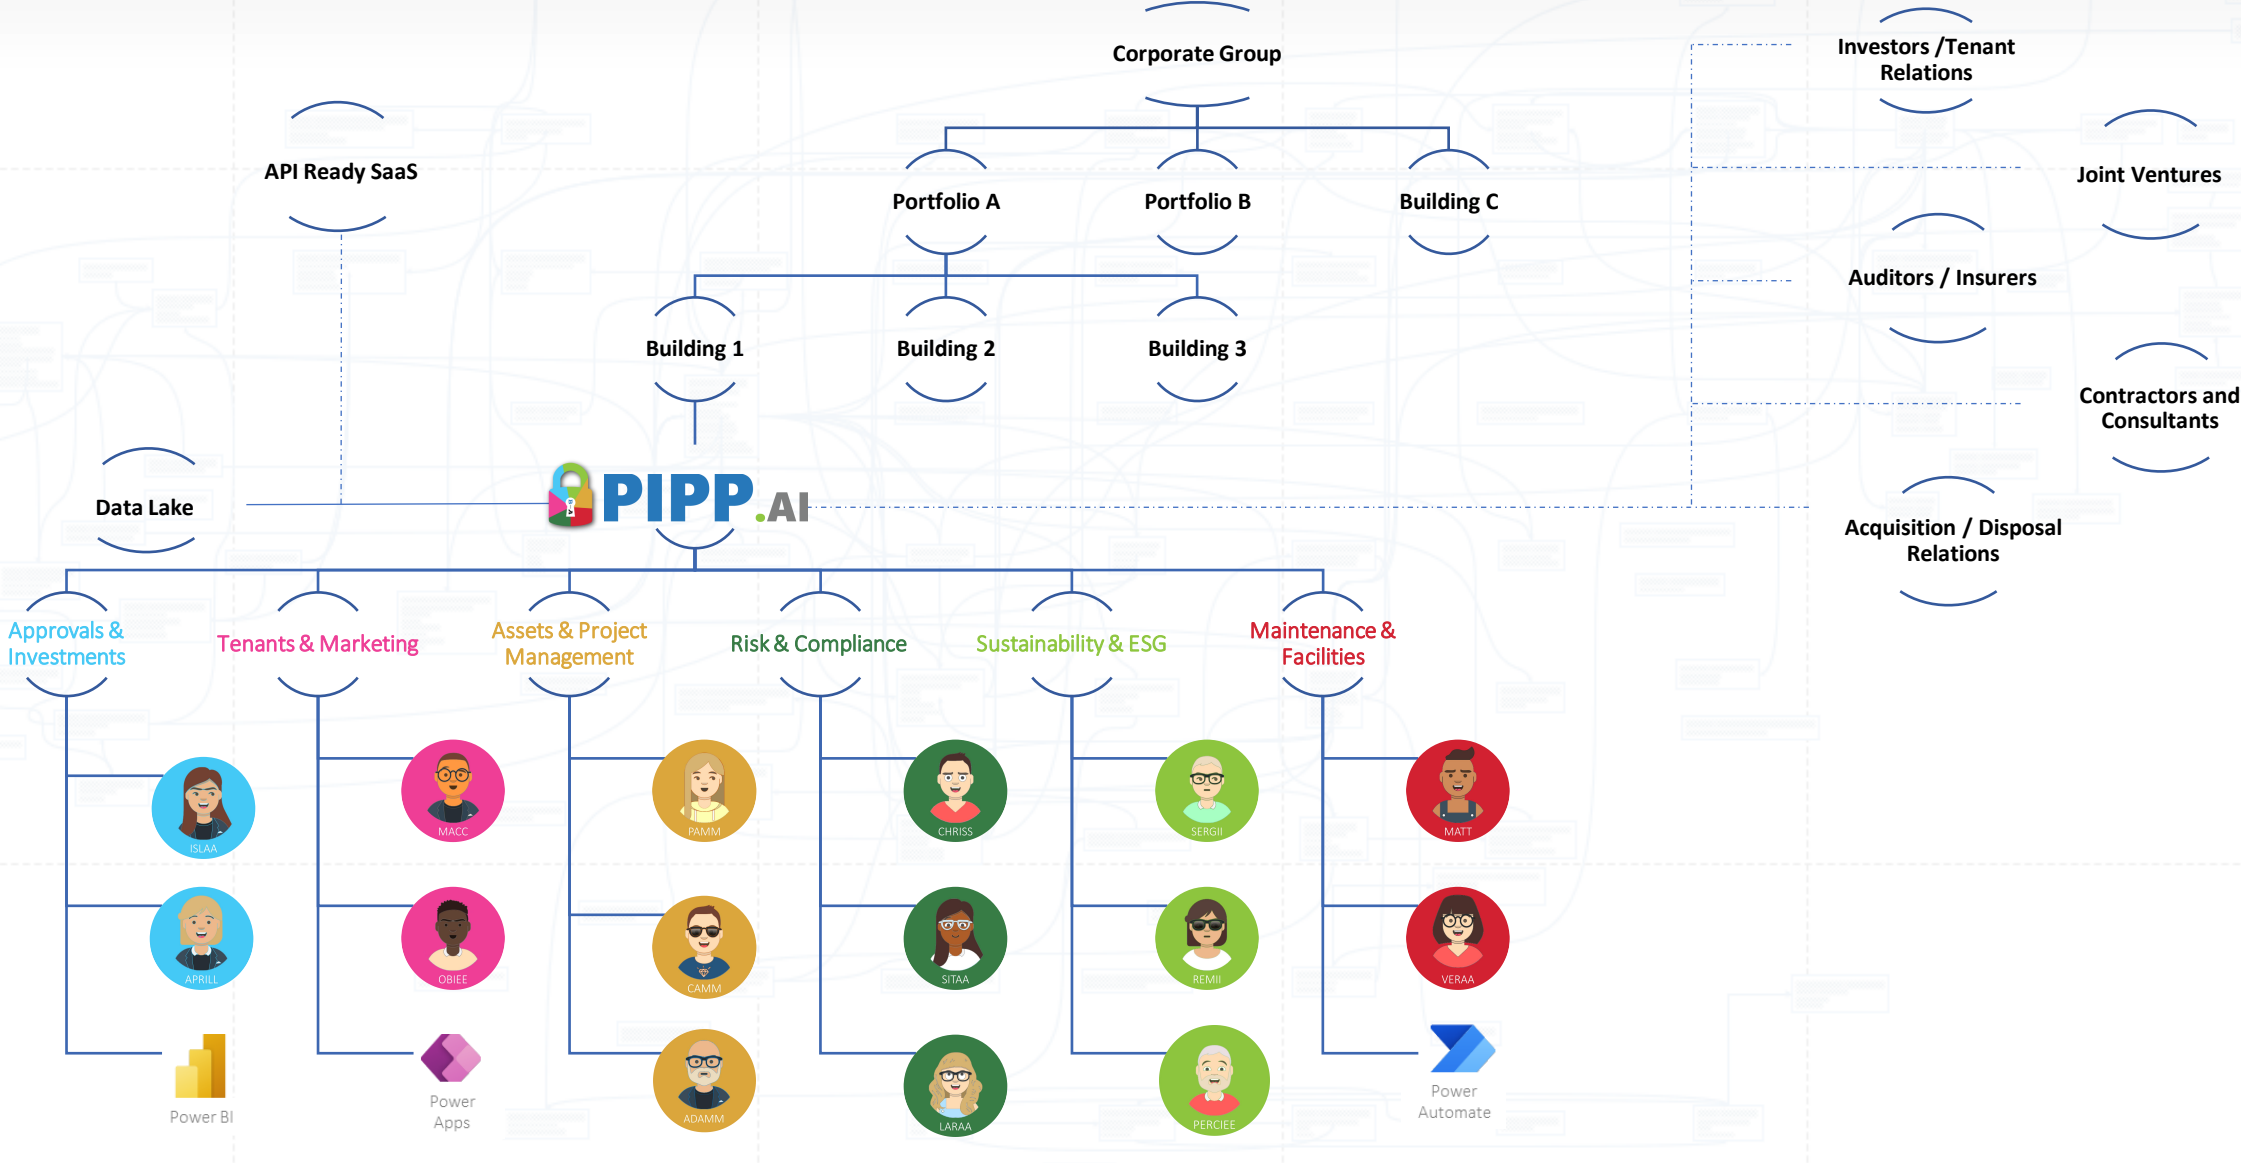 Corporate Group
Investors /Tenant
Relations
API Ready SaaS
Joint Ventures
Portfolio A
Portfolio B
Building C
Auditors / Insurers
Building 1
Building 2
Building 3
Contractors and
Consultants
Data Lake
PIPP.AI
Acquisition / Disposal
Relations
Approvals &
Investments
Tenants & Marketing
Assets & Project
Management
Risk & Compliance
Sustainability & ESG
Maintenance &
Facilities
ISLAA
MACC
PAMM
CHRISS
SERGII
MATT
APRILL
OBIEE
CAMM
SITAA
REMII
VERAA
Power BI
Power
Apps
ADAMM
LARAA
PERCIEE
Power
Automate